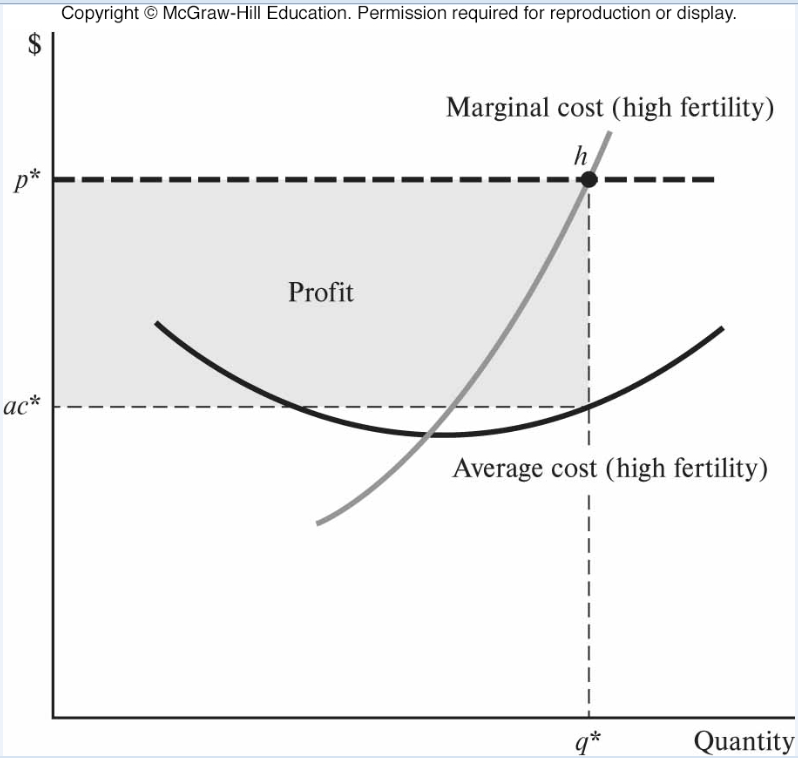 Copyright © McGraw-Hill Education. Permission required for reproduction or display.
$
Marginal cost (high fertility)
h
p*
Profit
ac*
Average cost (high fertility)
q*
Quantity